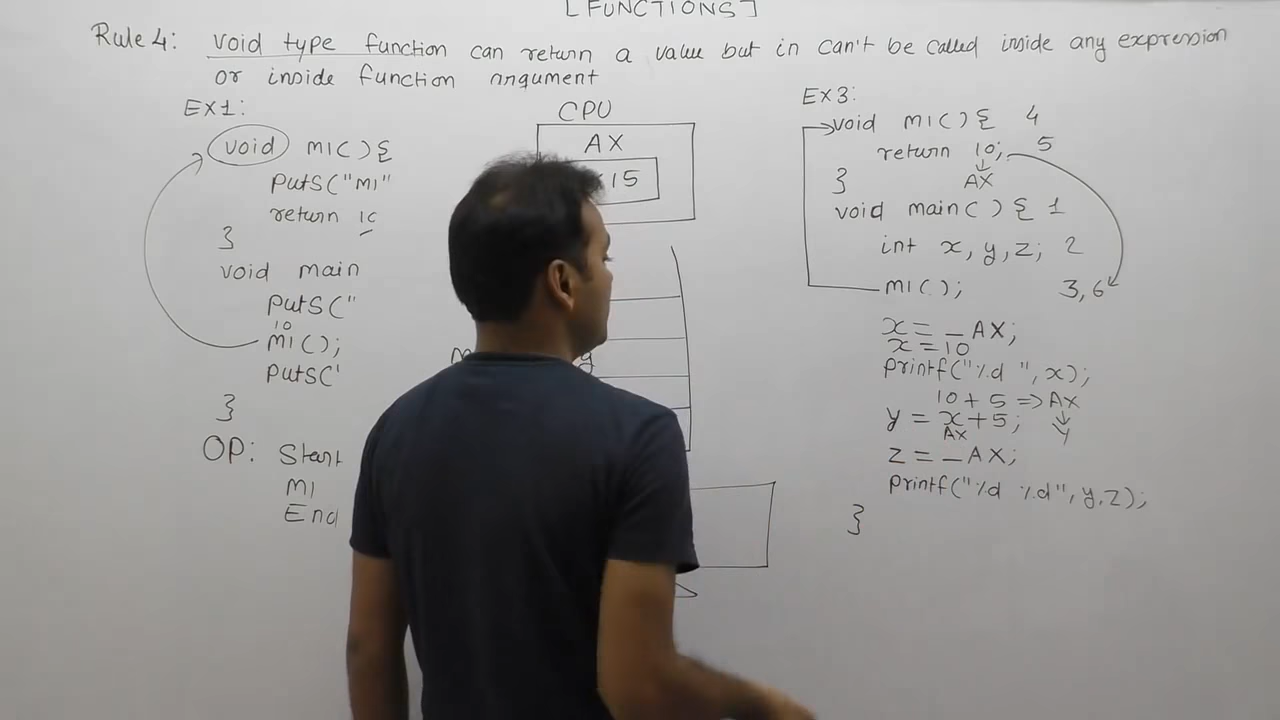 [FUNCTIONS]
Rule 4: void type function can return a value but in can't be called inside any expression
or inside function argument
EX1:
void m1( ){
puts("m1"
return 1
}
void main
puts("
10
m1();
puts('
}
OP: Start
m1
End
CPU
AX
15
EX3:
void m1( ){ 4
return 10; 5
} AX
void main( ){ 1
int x, y, z; 2
m1( ); 3,6
x = _AX;
x = 10
printf("%d ", x);
10 + 5 => AX
y = x + 5; y
AX
z = _AX;
printf("%d %d", y, z);
}